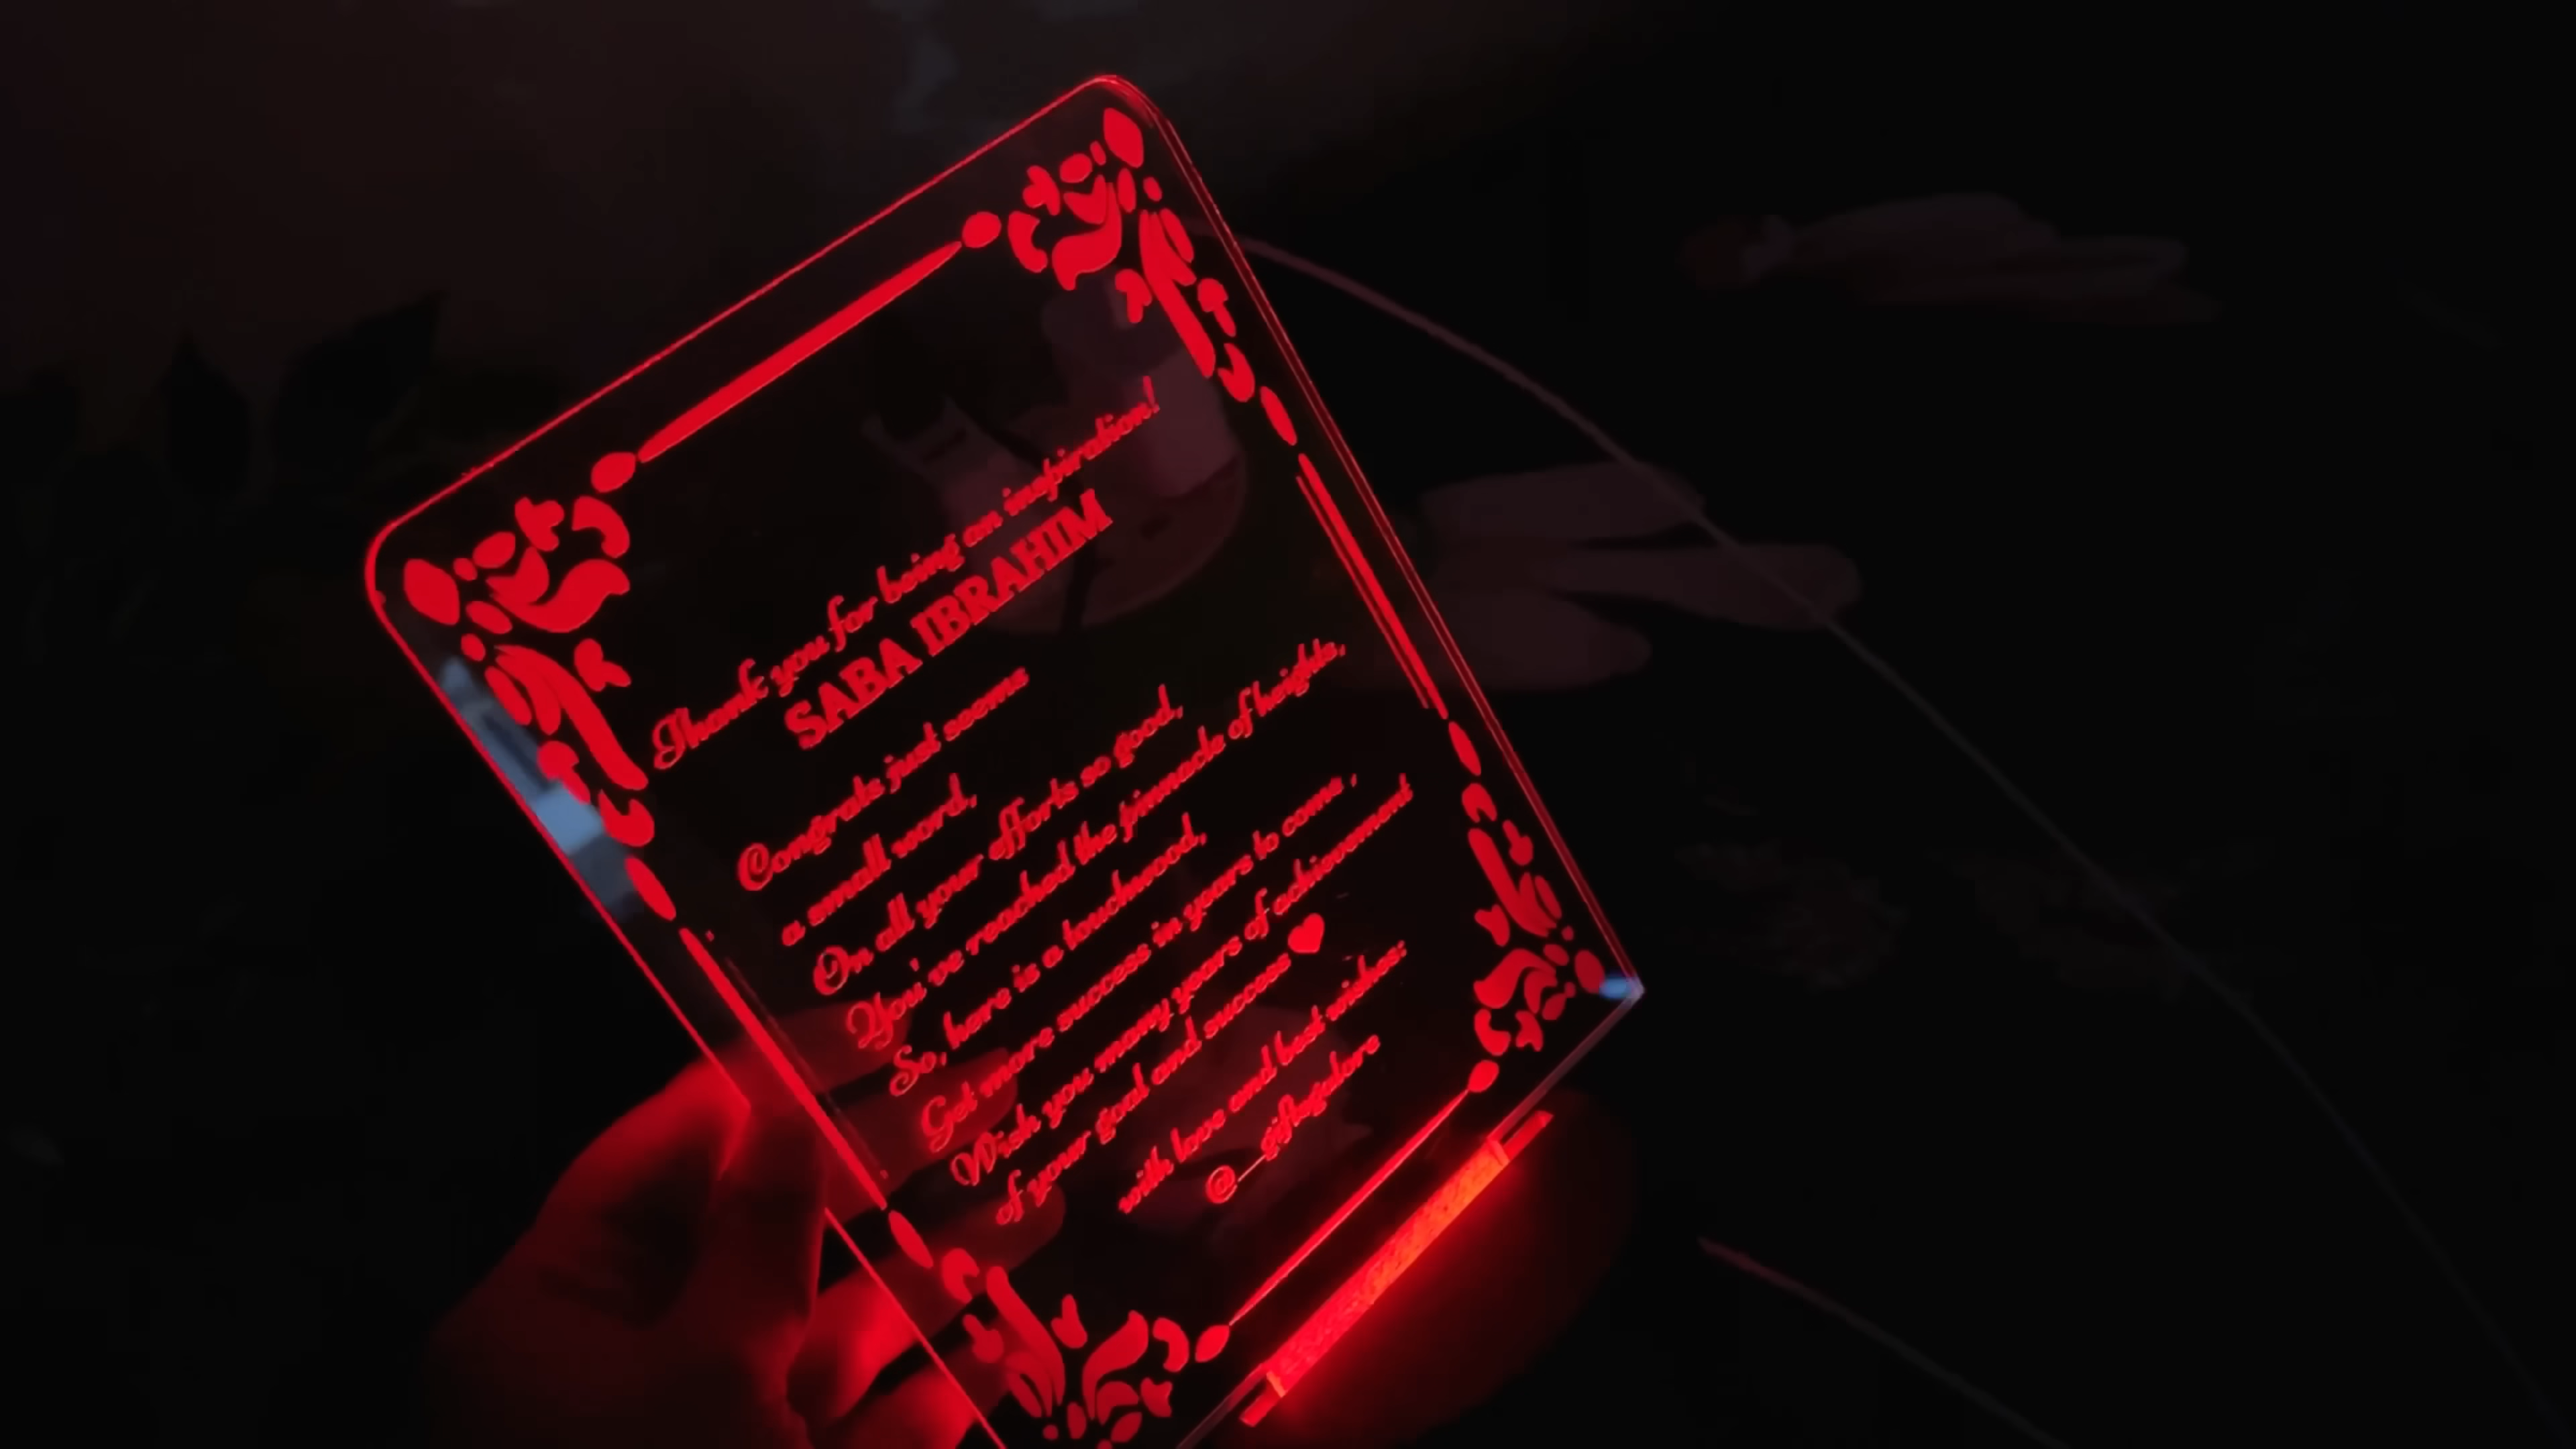 Thank you for being an inspiration!
SABA IBRAHIM
Congrats just seems
a small word,
On all your efforts so good,
You've reached the pinnacle of heights,
So, here is a touchwood,
Get more success in years to come,
Wish you many years of achievement
of your goal and success ♥
with love and best wishes:
@__giftsgalore